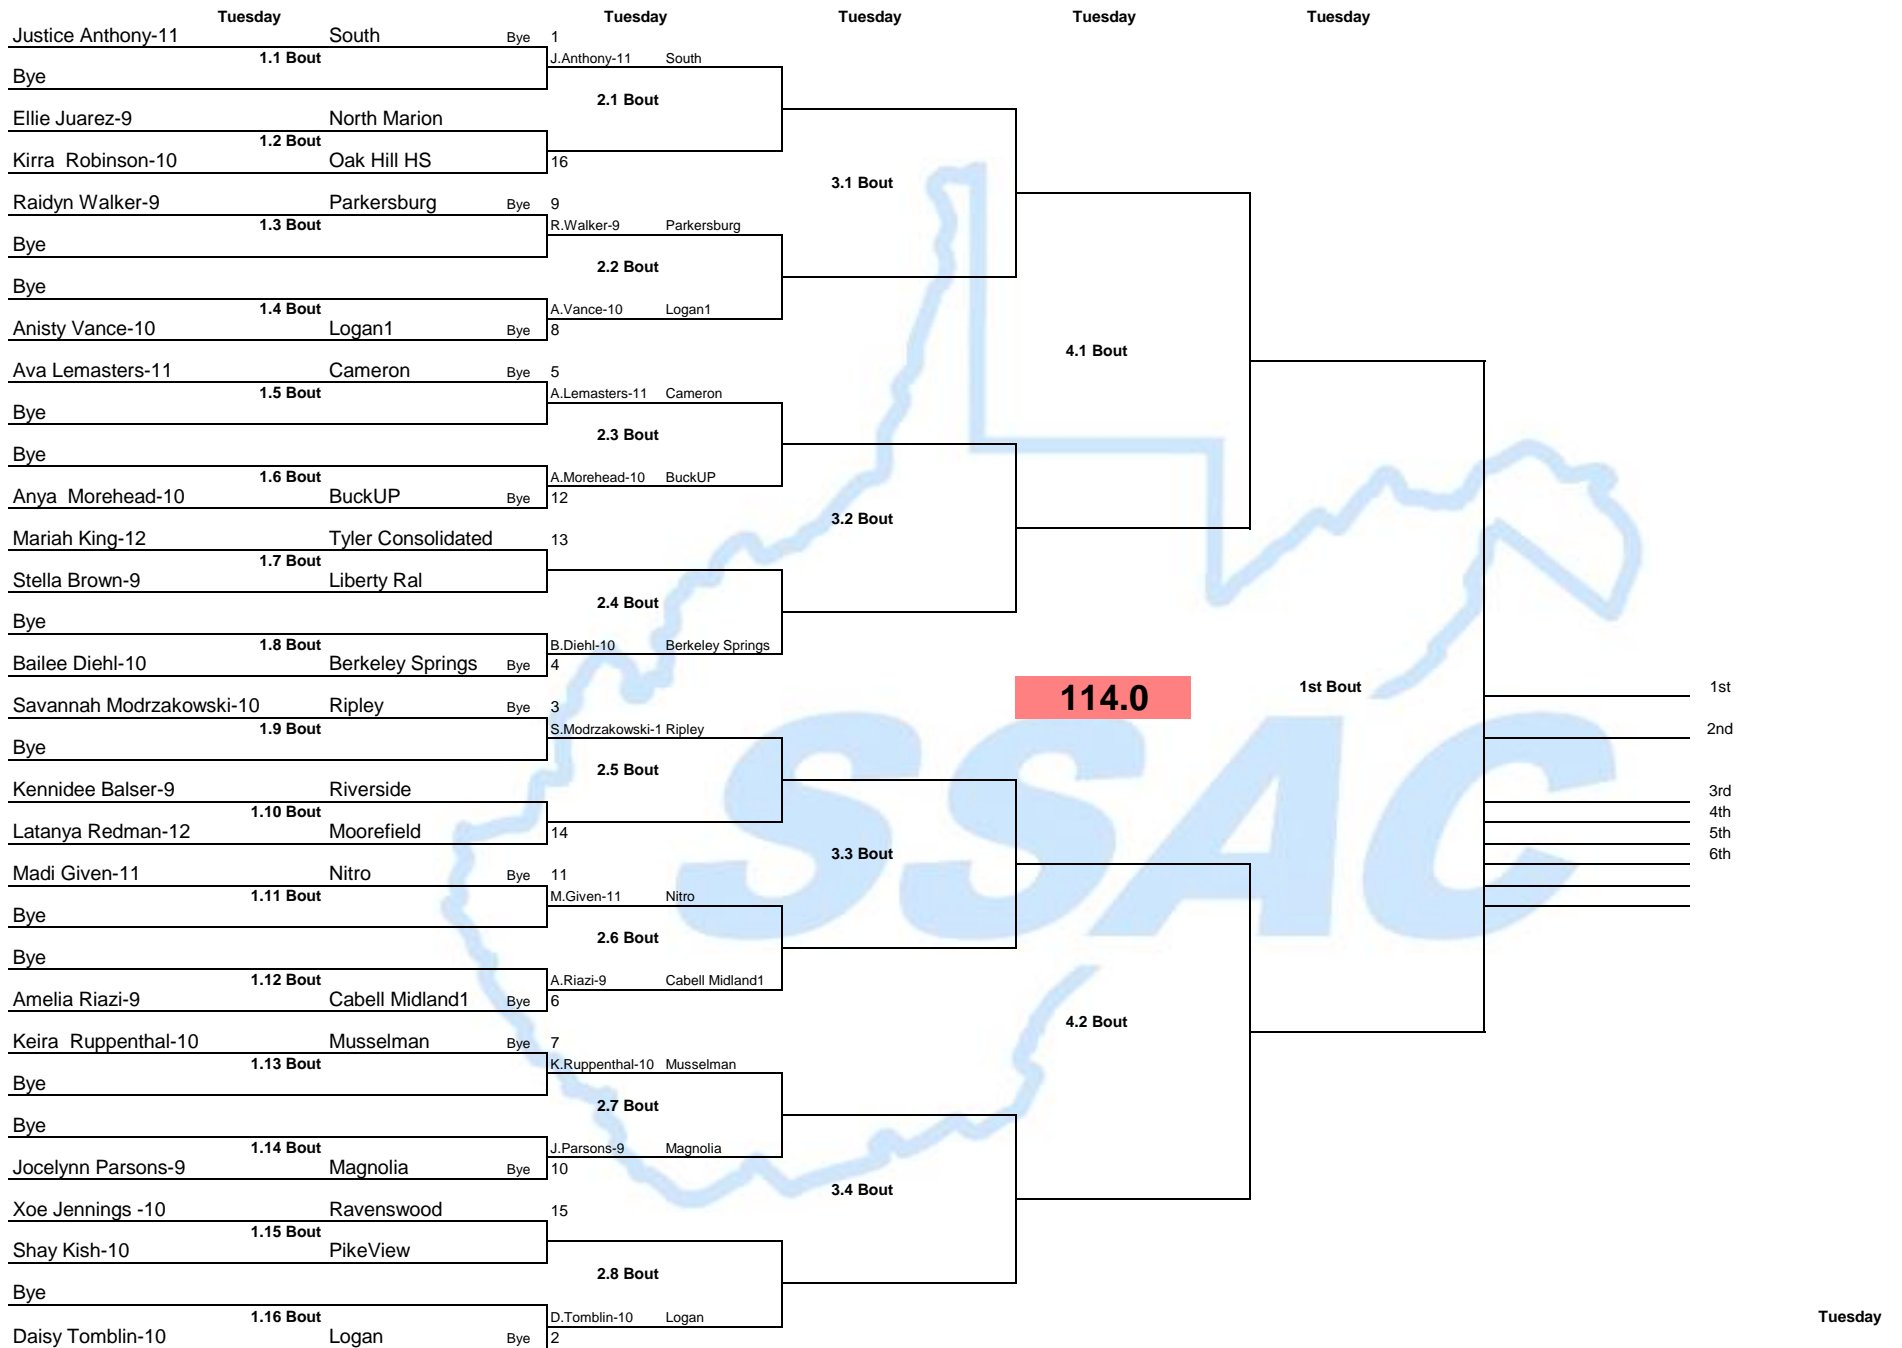 Tuesday Tuesday Tuesday Tuesday Tuesday
Justice Anthony-11 South Bye 1
1.1 Bout J.Anthony-11 South
Bye
2.1 Bout
Ellie Juarez-9 North Marion
1.2 Bout
Kirra  Robinson-10 Oak Hill HS 16
3.1 Bout
Raidyn Walker-9 Parkersburg Bye 9
1.3 Bout R.Walker-9 Parkersburg
Bye
2.2 Bout
Bye
1.4 Bout A.Vance-10 Logan1
Anisty Vance-10 Logan1 Bye 8
4.1 Bout
Ava Lemasters-11 Cameron Bye 5
1.5 Bout A.Lemasters-11 Cameron
Bye
2.3 Bout
Bye
1.6 Bout A.Morehead-10 BuckUP
Anya  Morehead-10 BuckUP Bye 12
3.2 Bout
Mariah King-12 Tyler Consolidated 13
1.7 Bout
Stella Brown-9 Liberty Ral
2.4 Bout
Bye
1.8 Bout B.Diehl-10 Berkeley Springs
Bailee Diehl-10 Berkeley Springs Bye 4
114.0 1st Bout 1st
Savannah Modrzakowski-10 Ripley Bye 3
1.9 Bout S.Modrzakowski-1 Ripley 2nd
Bye
2.5 Bout
Kennidee Balser-9 Riverside 3rd
1.10 Bout 4th
Latanya Redman-12 Moorefield 14 5th
3.3 Bout 6th
Madi Given-11 Nitro Bye 11
1.11 Bout M.Given-11 Nitro
Bye
SSAC
2.6 Bout
Bye
1.12 Bout A.Riazi-9 Cabell Midland1
Amelia Riazi-9 Cabell Midland1 Bye 6
4.2 Bout
Keira  Ruppenthal-10 Musselman Bye 7
1.13 Bout K.Ruppenthal-10 Musselman
Bye
2.7 Bout
Bye
1.14 Bout J.Parsons-9 Magnolia
Jocelynn Parsons-9 Magnolia Bye 10
3.4 Bout
Xoe Jennings -10 Ravenswood 15
1.15 Bout
Shay Kish-10 PikeView
2.8 Bout
Bye
1.16 Bout D.Tomblin-10 Logan Tuesday
Daisy Tomblin-10 Logan Bye 2